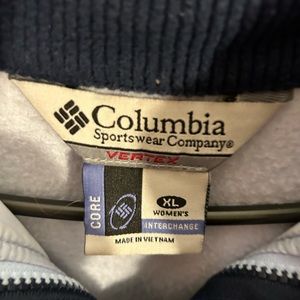 Columbia
Sportswear Company®
VERTEX
CORE
XL
WOMEN'S
INTERCHANGE
MADE IN VIETNAM